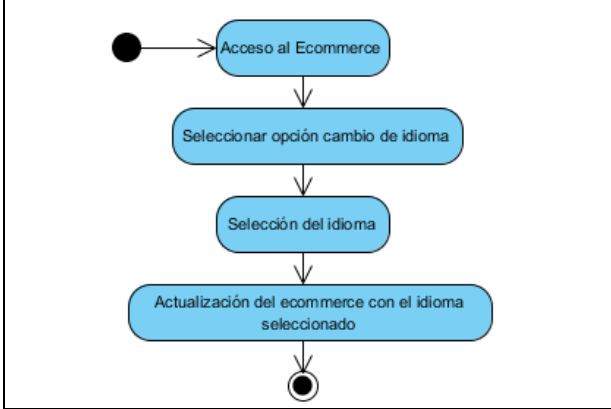 Acceso al Ecommerce
Seleccionar opción cambio de idioma
Selección del idioma
Actualización del ecommerce con el idioma
seleccionado